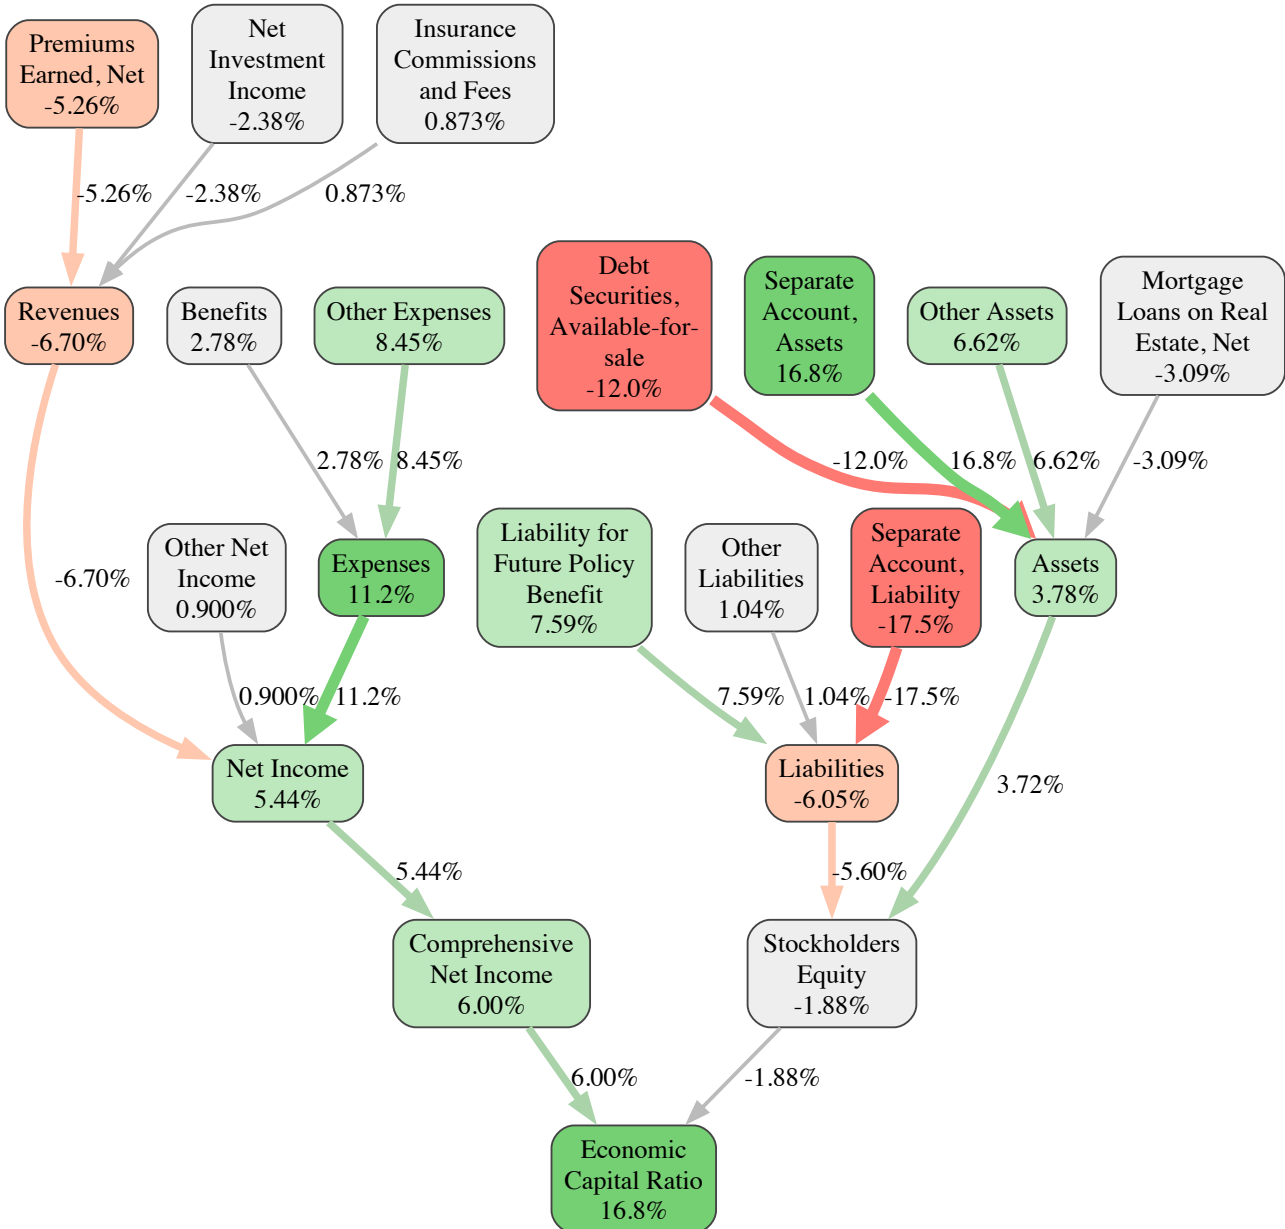 Premiums
Earned, Net
-5.26%
Net
Investment
Income
-2.38%
Insurance
Commissions
and Fees
0.873%
-5.26%
-2.38%
0.873%
Revenues
-6.70%
Benefits
2.78%
Other Expenses
8.45%
Debt
Securities,
Available-for-
sale
-12.0%
Separate
Account,
Assets
16.8%
Other Assets
6.62%
Mortgage
Loans on Real
Estate, Net
-3.09%
2.78%
8.45%
-12.0%
16.8%
6.62%
-3.09%
-6.70%
Other Net
Income
0.900%
Expenses
11.2%
Liability for
Future Policy
Benefit
7.59%
Other
Liabilities
1.04%
Separate
Account,
Liability
-17.5%
Assets
3.78%
0.900%
11.2%
7.59%
1.04%
-17.5%
Net Income
5.44%
Liabilities
-6.05%
3.72%
5.44%
-5.60%
Comprehensive
Net Income
6.00%
Stockholders
Equity
-1.88%
6.00%
-1.88%
Economic
Capital Ratio
16.8%